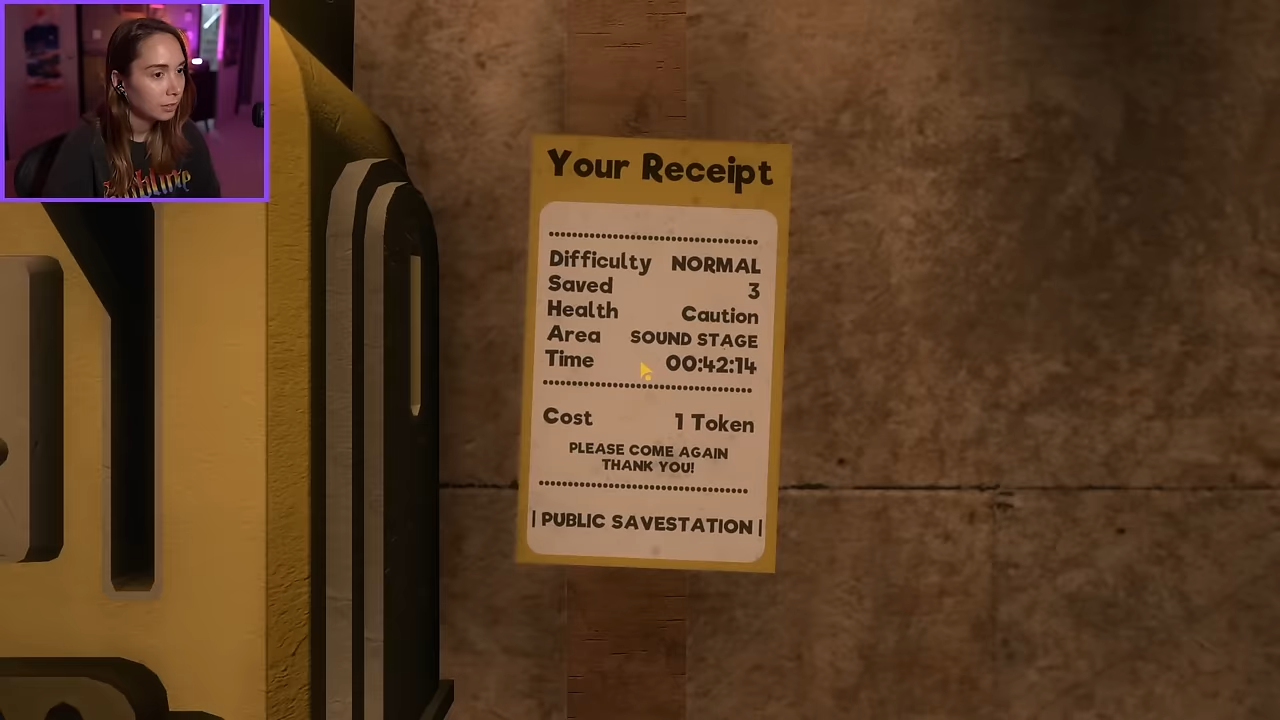 Your Receipt
Difficulty NORMAL
Saved 3
Health Caution
Area SOUND STAGE
Time 00:42:14
Cost 1 Token
PLEASE COME AGAIN
THANK YOU!
| PUBLIC SAVESTATION |